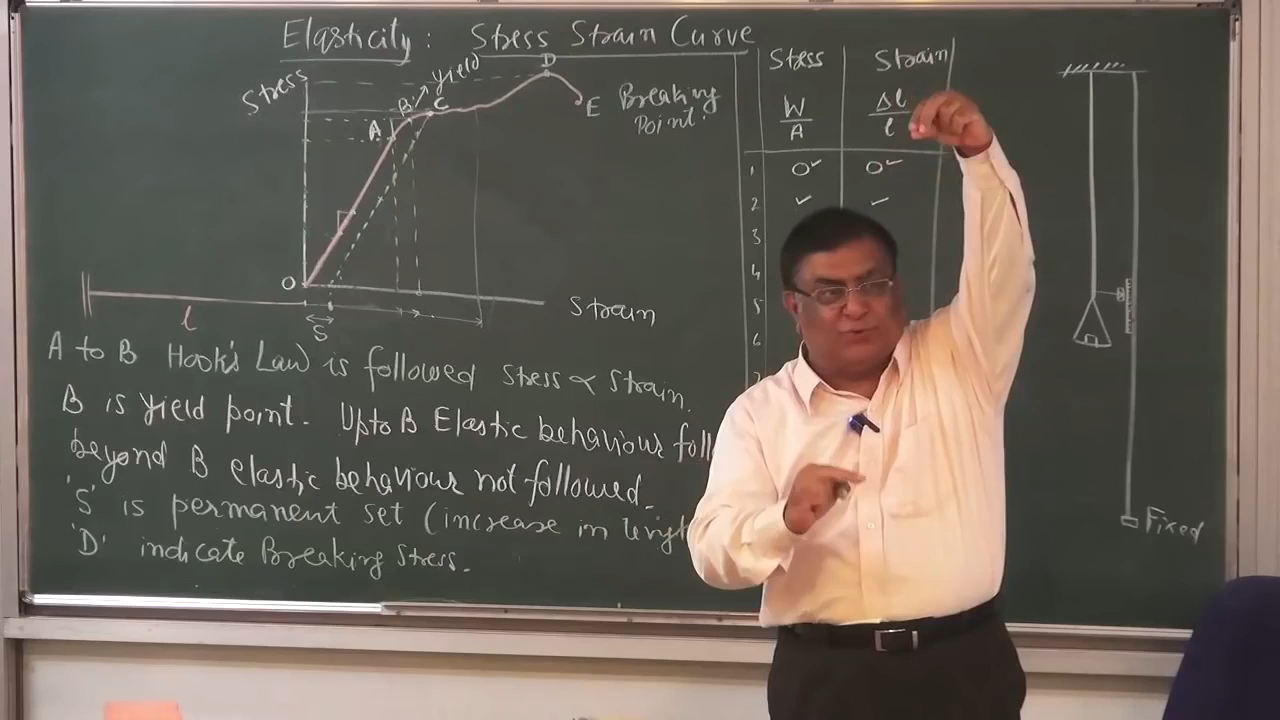 Elasticity: Stress Strain Curve
Stress
A
B
yield
C
D
E Breaking
Point.
O
l
S
Strain
Stress Strain
W/A Δl/l
1 0✓ 0✓
2 ✓ ✓
3
4
5
6
Fixed
A to B Hook's Law is followed Stess ∝ Strain.
B is yield point. Upto B Elastic behaviour foll
beyond B elastic behaviour not followed.
'S' is permanent set (increase in lengt
'D' indicate Breaking Stress.